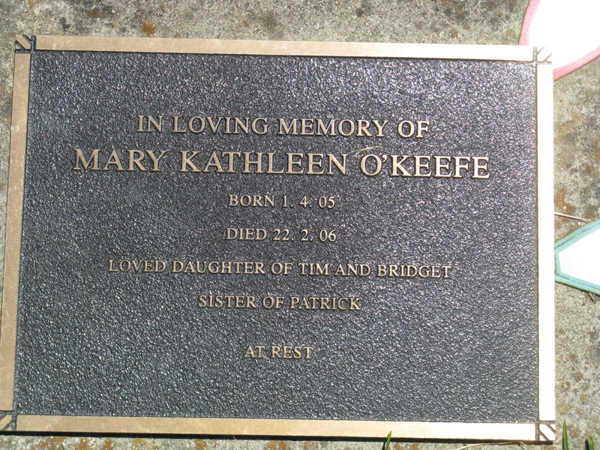 IN LOVING MEMORY OF
MARY KATHLEEN O'KEEFE
BORN 1. 4. 05
DIED 22. 2. 06
LOVED DAUGHTER OF TIM AND BRIDGET
SISTER OF PATRICK
AT REST